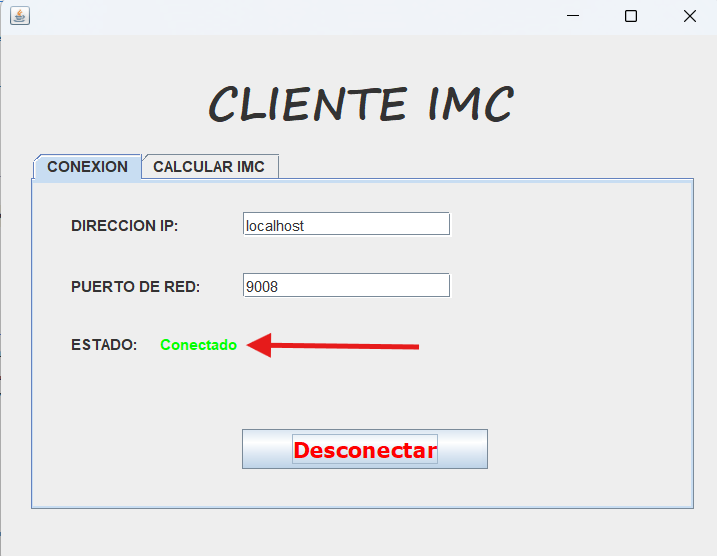 CLIENTE IMC
CONEXION CALCULAR IMC
DIRECCION IP: localhost
PUERTO DE RED: 9008
ESTADO: Conectado
Desconectar